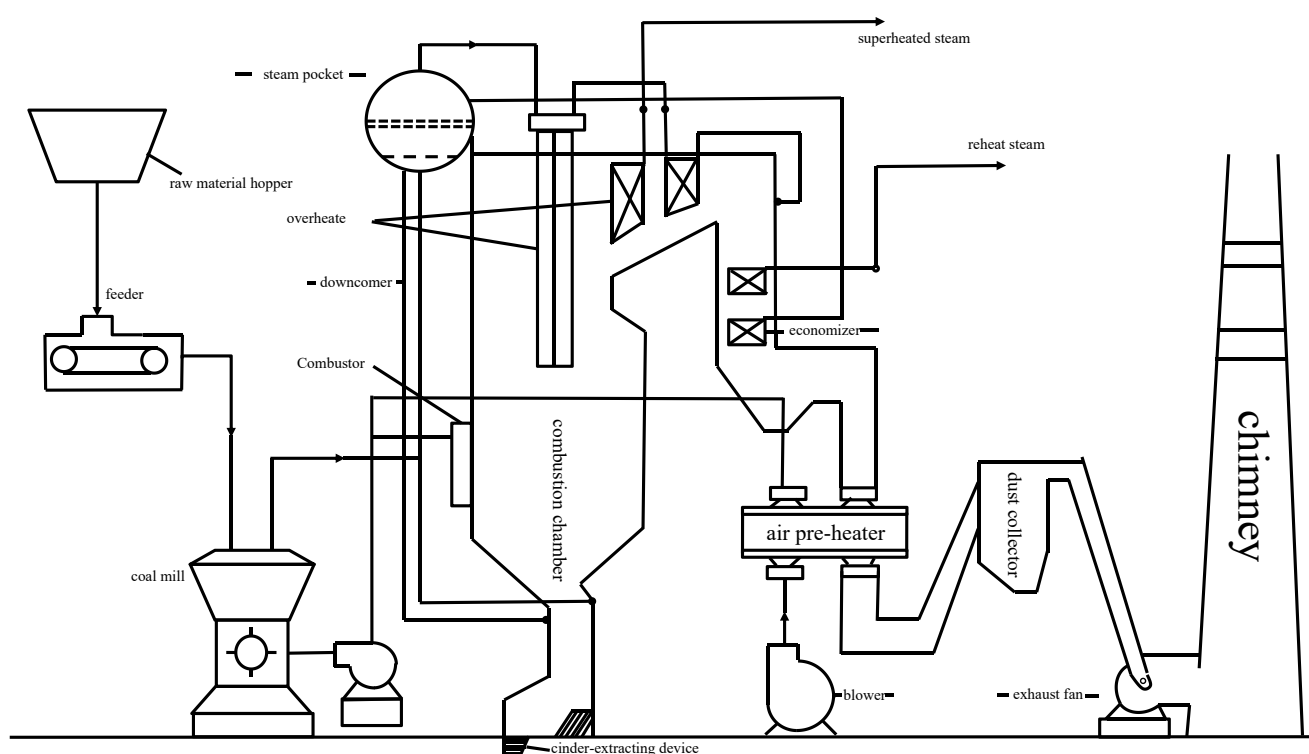 superheated steam
steam pocket
reheat steam
raw material hopper
overheate
downcomer
feeder
economizer
Combustor
chimney
combustion chamber
dust collector
air pre-heater
coal mill
blower
exhaust fan
cinder-extracting device